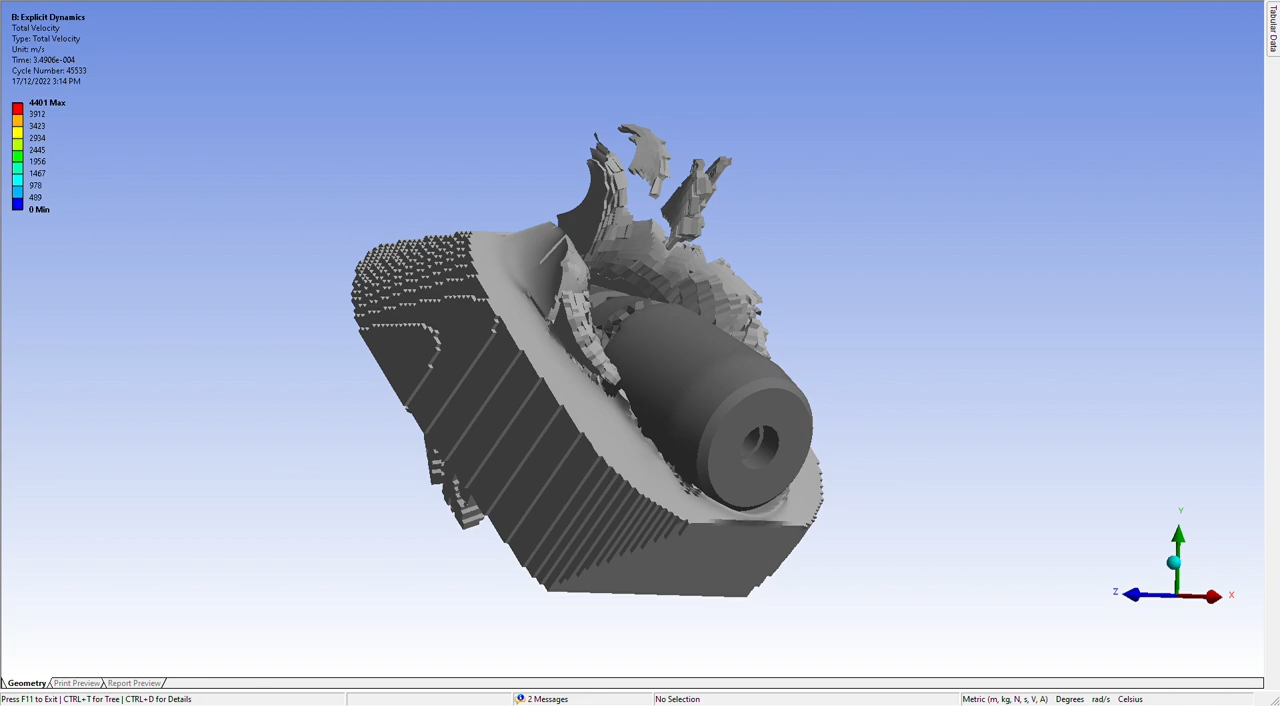 B: Explicit Dynamics
Total Velocity
Type: Total Velocity
Unit: m/s
Time: 3.4906e-004
Cycle Number: 45533
17/12/2022 3:14 PM
4401 Max
3912
3423
2934
2445
1956
1467
978
489
0 Min
Tabular Data
Y
Z
X
Geometry Print Preview Report Preview
Press F11 to Exit | CTRL+T for Tree | CTRL+D for Details 2 Messages No Selection Metric (m, kg, N, s, V, A) Degrees rad/s Celsius